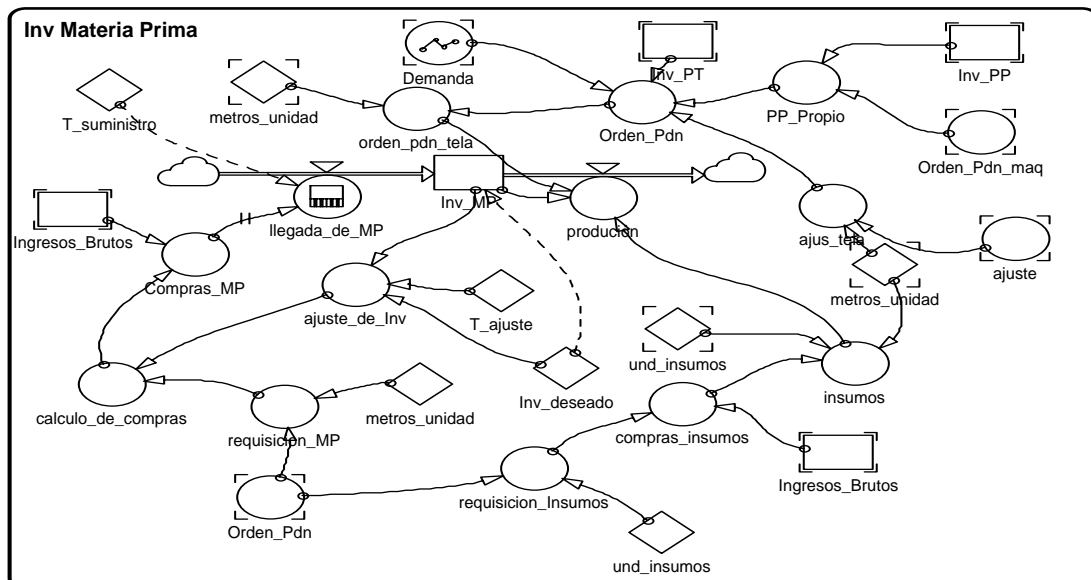 Inv Materia Prima
Demanda
Inv_PT
Inv_PP
T_suministro
metros_unidad
orden_pdn_tela
Orden_Pdn
PP_Propio
Orden_Pdn_maq
Inv_MP
llegada_de_MP
producion
Ingresos_Brutos
ajus_tela
ajuste
Compras_MP
metros_unidad
ajuste_de_Inv
T_ajuste
und_insumos
Inv_deseado
insumos
calculo_de_compras
metros_unidad
requisicion_MP
compras_insumos
Ingresos_Brutos
requisicion_Insumos
Orden_Pdn
und_insumos